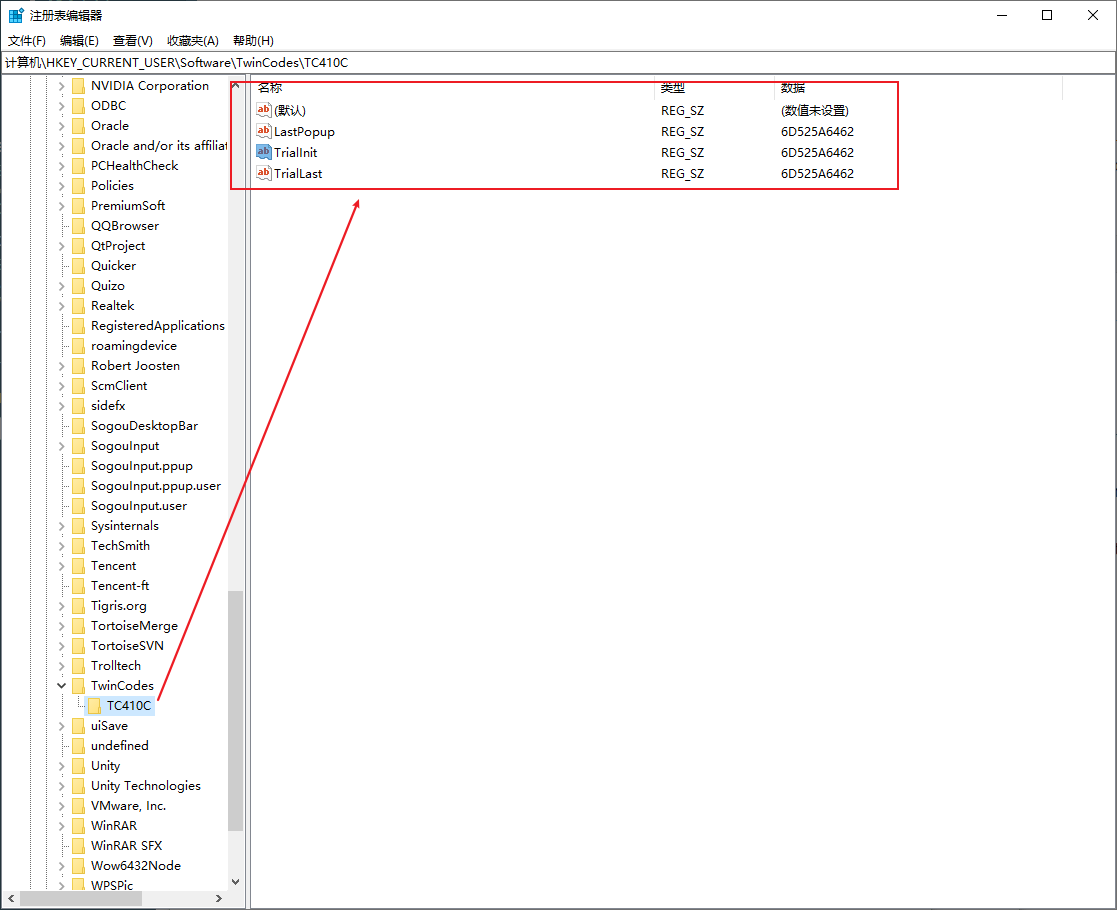 注册表编辑器
文件(F) 编辑(E) 查看(V) 收藏夹(A) 帮助(H)
计算机\HKEY_CURRENT_USER\Software\TwinCodes\TC410C
NVIDIA Corporation
ODBC
Oracle
Oracle and/or its affiliat
PCHealthCheck
Policies
PremiumSoft
QQBrowser
QtProject
Quicker
Quizo
Realtek
RegisteredApplications
roamingdevice
Robert Joosten
ScmClient
sidefx
SogouDesktopBar
SogouInput
SogouInput.ppup
SogouInput.ppup.user
SogouInput.user
Sysinternals
TechSmith
Tencent
Tencent-ft
Tigris.org
TortoiseMerge
TortoiseSVN
Trolltech
TwinCodes
TC410C
uiSave
undefined
Unity
Unity Technologies
VMware, Inc.
WinRAR
WinRAR SFX
Wow6432Node
WPSPic
名称 类型 数据
ab (默认) REG_SZ (数值未设置)
ab LastPopup REG_SZ 6D525A6462
ab TrialInit REG_SZ 6D525A6462
ab TrialLast REG_SZ 6D525A6462